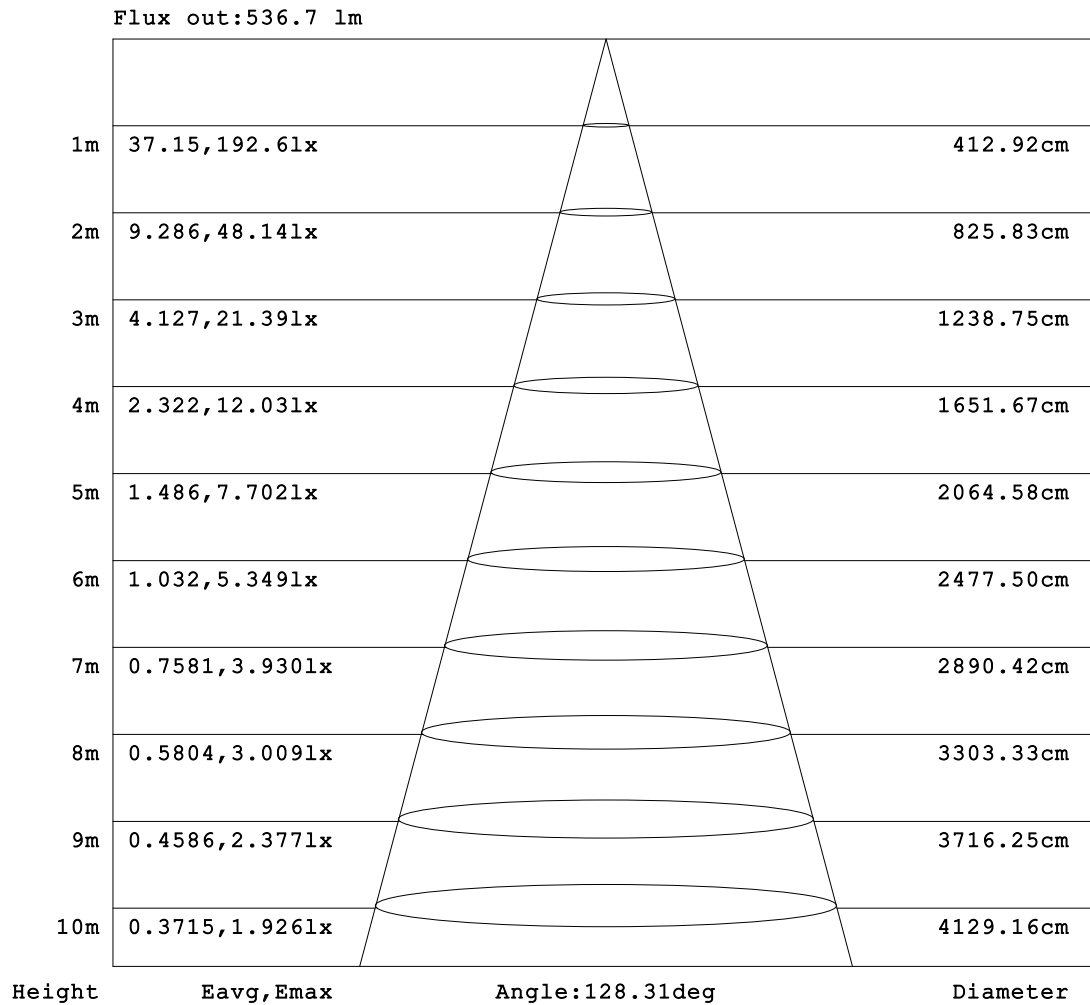 Flux out:536.7 lm
1m 37.15,192.6lx 412.92cm
2m 9.286,48.14lx 825.83cm
3m 4.127,21.39lx 1238.75cm
4m 2.322,12.03lx 1651.67cm
5m 1.486,7.702lx 2064.58cm
6m 1.032,5.349lx 2477.50cm
7m 0.7581,3.930lx 2890.42cm
8m 0.5804,3.009lx 3303.33cm
9m 0.4586,2.377lx 3716.25cm
10m 0.3715,1.926lx 4129.16cm
Height Eavg,Emax Angle:128.31deg Diameter